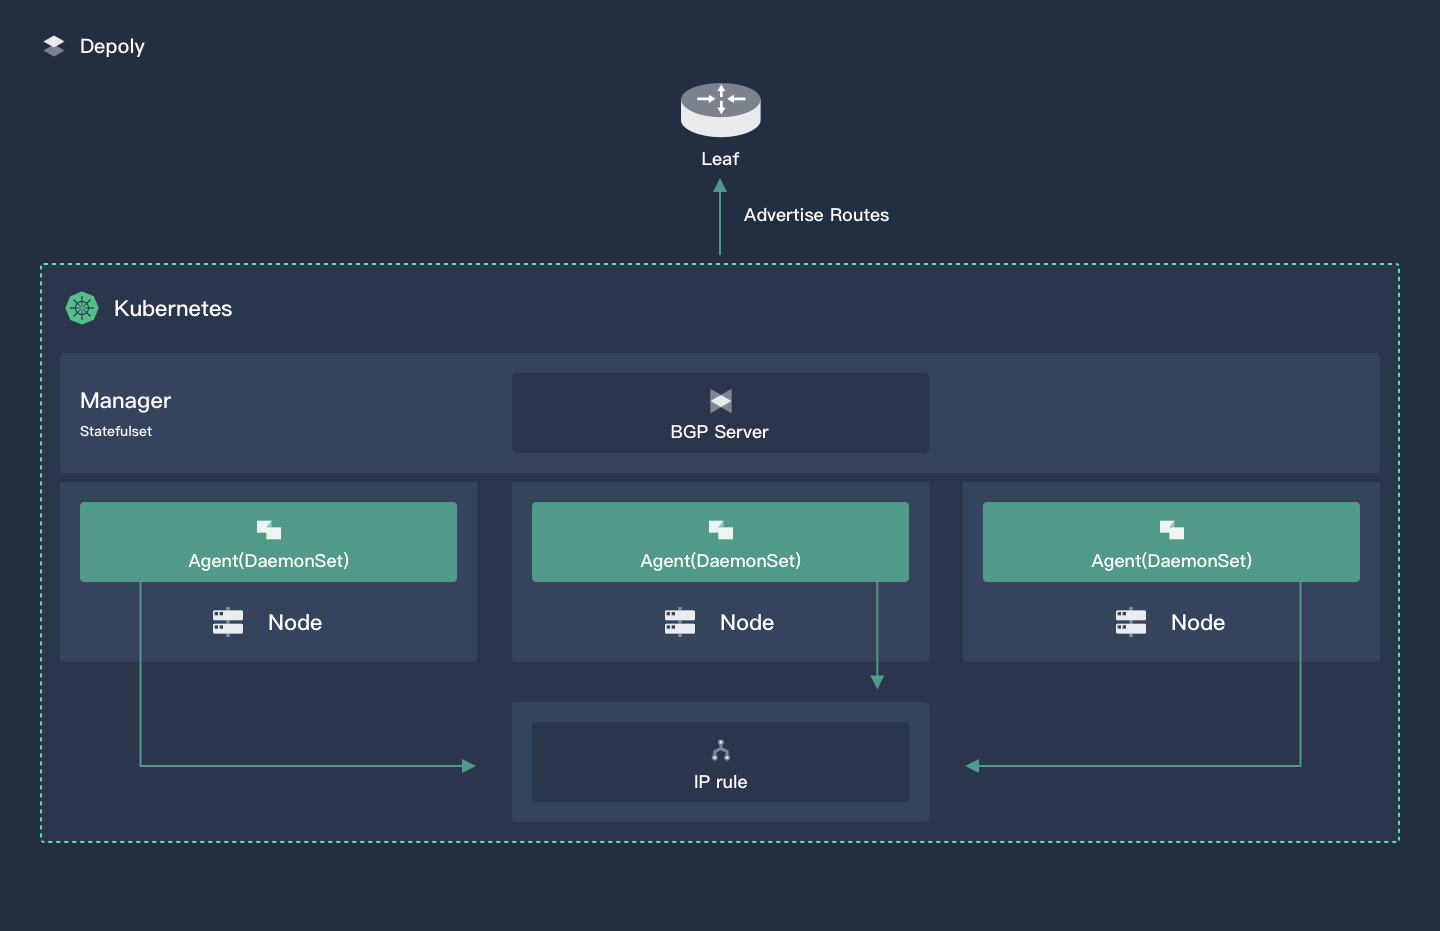 Depoly
Leaf
Advertise Routes
Kubernetes
Manager
Statefulset
BGP Server
Agent(DaemonSet)
Agent(DaemonSet)
Agent(DaemonSet)
Node
Node
Node
IP rule